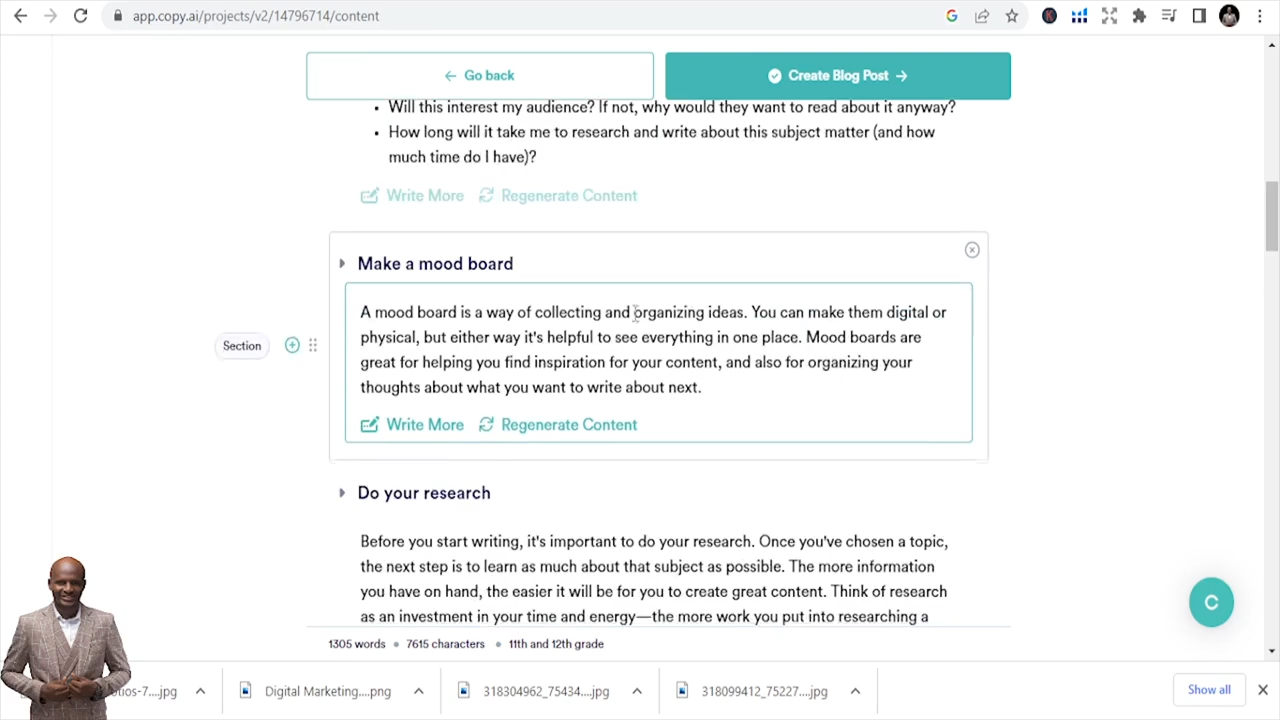 app.copy.ai/projects/v2/14796714/content
← Go back
Create Blog Post →
• Will this interest my audience? If not, why would they want to read about it anyway?
• How long will it take me to research and write about this subject matter (and how
much time do I have)?
Write More
Regenerate Content
Make a mood board
A mood board is a way of collecting and organizing ideas. You can make them digital or
physical, but either way it's helpful to see everything in one place. Mood boards are
great for helping you find inspiration for your content, and also for organizing your
thoughts about what you want to write about next.
Section
Write More
Regenerate Content
Do your research
Before you start writing, it's important to do your research. Once you've chosen a topic,
the next step is to learn as much about that subject as possible. The more information
you have on hand, the easier it will be for you to create great content. Think of research
as an investment in your time and energy—the more work you put into researching a
C
1305 words • 7615 characters • 11th and 12th grade
otios-7....jpg
Digital Marketing....png
318304962_75434....jpg
318099412_75227....jpg
Show all